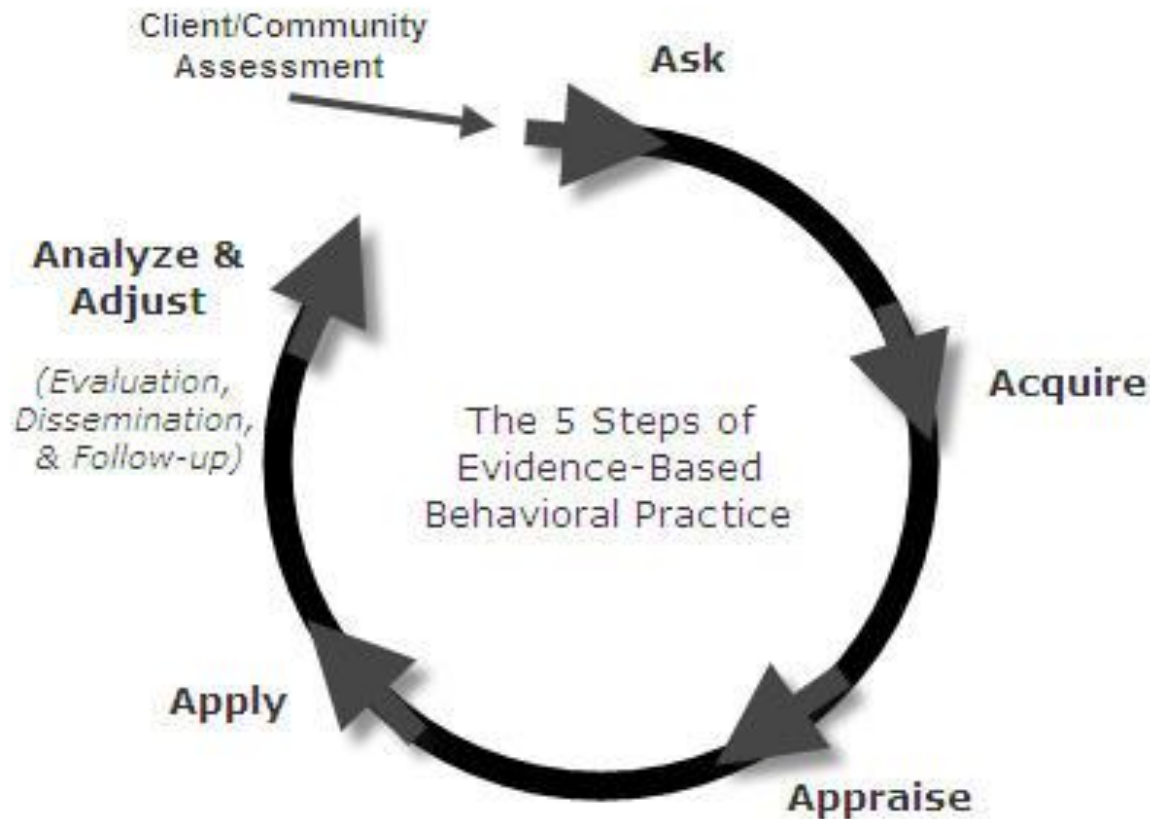 Client/Community
Assessment
Ask
Acquire
Appraise
Apply
Analyze &
Adjust
(Evaluation,
Dissemination,
& Follow-up)
The 5 Steps of
Evidence-Based
Behavioral Practice